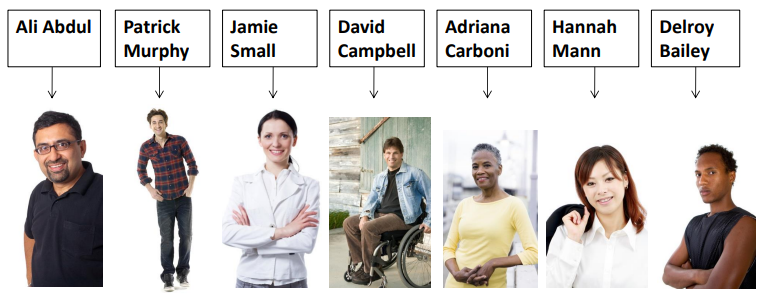 Ali Abdul
Patrick
Murphy
Jamie
Small
David
Campbell
Adriana
Carboni
Hannah
Mann
Delroy
Bailey